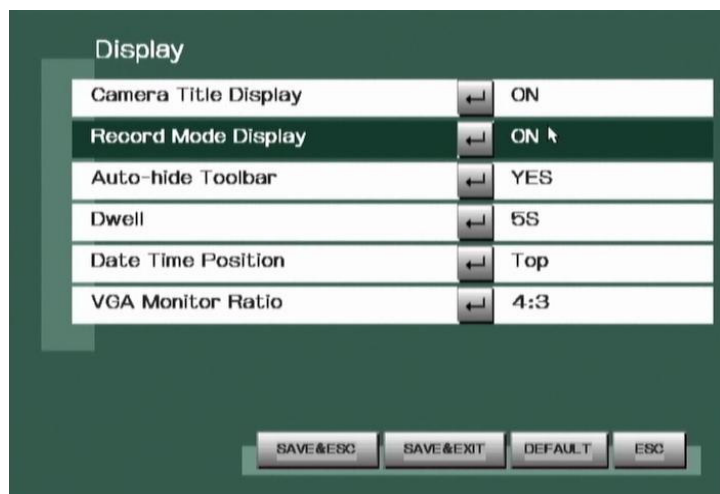 Display
Camera Title Display ON
Record Mode Display ON
Auto-hide Toolbar YES
Dwell 5S
Date Time Position Top
VGA Monitor Ratio 4:3
SAVE&ESC SAVE&EXIT DEFAULT ESC